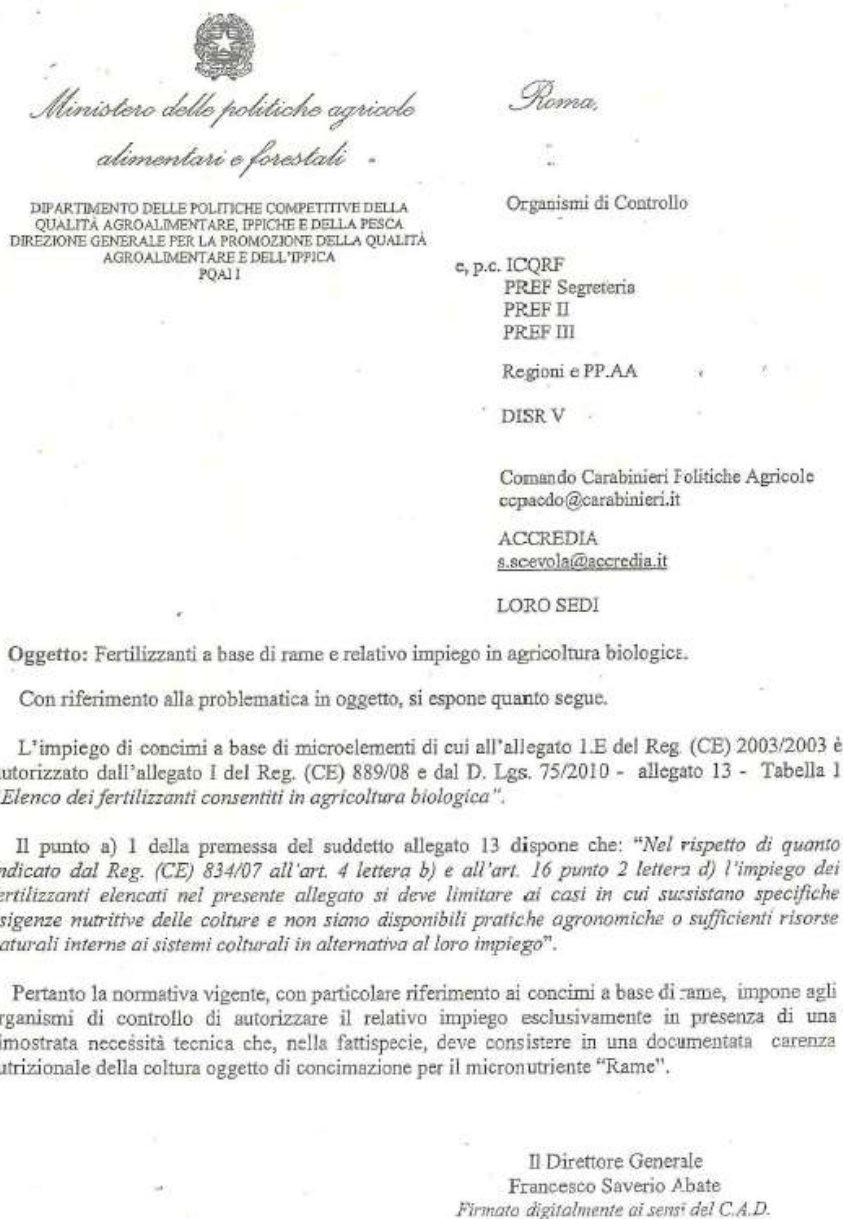 Ministero delle politiche agricole
alimentari e forestali
DIPARTIMENTO DELLE POLITICHE COMPETITIVE DELLA
QUALITÀ AGROALIMENTARE, IPPICHE E DELLA PESCA
DIREZIONE GENERALE PER LA PROMOZIONE DELLA QUALITÀ
AGROALIMENTARE E DELL'IPPICA
PQAI I
Roma,
Organismi di Controllo
e, p.c. ICQRF
PREF Segreteria
PREF II
PREF III
Regioni e PP.AA
DISR V
Comando Carabinieri Politiche Agricole
ccpacdo@carabinieri.it
ACCREDIA
s.scevola@accredia.it
LORO SEDI
Oggetto: Fertilizzanti a base di rame e relativo impiego in agricoltura biologica.
Con riferimento alla problematica in oggetto, si espone quanto segue.
L'impiego di concimi a base di microelementi di cui all'allegato 1.E del Reg. (CE) 2003/2003 è
utorizzato dall'allegato I del Reg. (CE) 889/08 e dal D. Lgs. 75/2010 - allegato 13 - Tabella 1
"Elenco dei fertilizzanti consentiti in agricoltura biologica".
Il punto a) 1 della premessa del suddetto allegato 13 dispone che: "Nel rispetto di quanto
ndicato dal Reg. (CE) 834/07 all'art. 4 lettera b) e all'art. 16 punto 2 lettera d) l'impiego dei
ertilizzanti elencati nel presente allegato si deve limitare ai casi in cui sussistano specifiche
sigenze nutritive delle colture e non siano disponibili pratiche agronomiche o sufficienti risorse
aturali interne ai sistemi colturali in alternativa al loro impiego".
Pertanto la normativa vigente, con particolare riferimento ai concimi a base di rame, impone agli
rganismi di controllo di autorizzare il relativo impiego esclusivamente in presenza di una
imostrata necessità tecnica che, nella fattispecie, deve consistere in una documentata carenza
utrizionale della coltura oggetto di concimazione per il micronutriente "Rame".
Il Direttore Generale
Francesco Saverio Abate
Firmato digitalmente ai sensi del C.A.D.